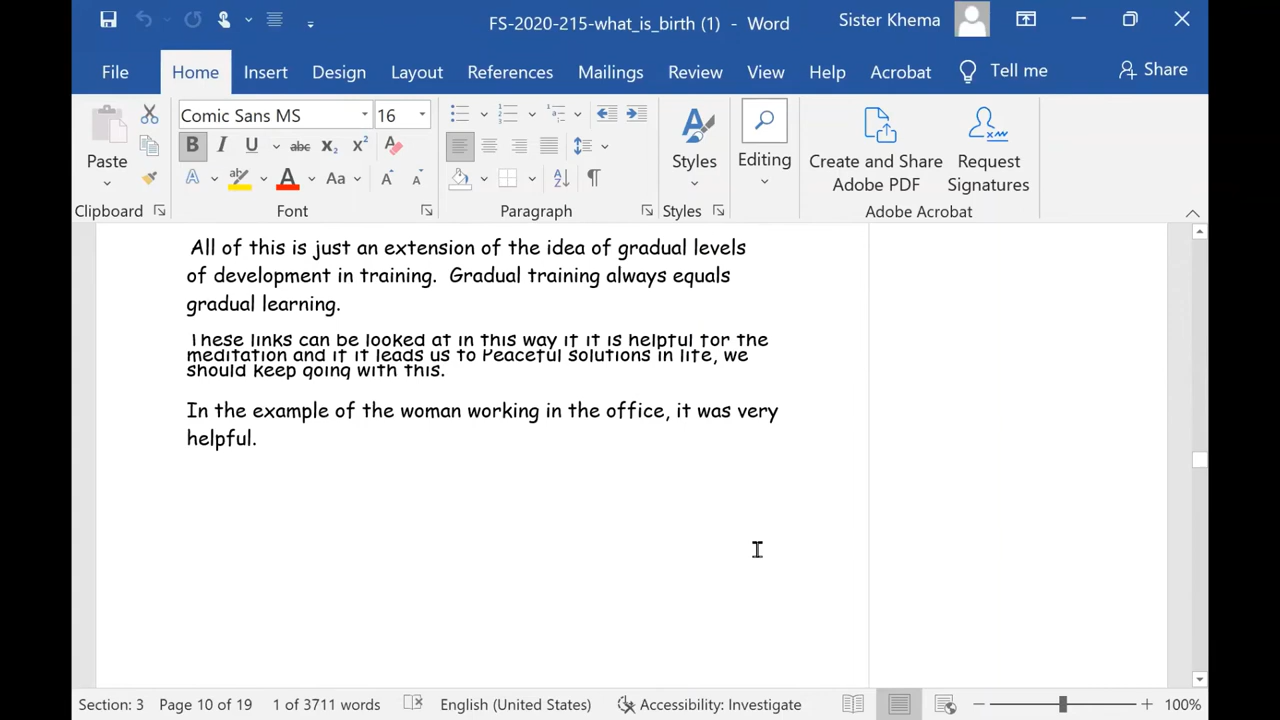 FS-2020-215-what_is_birth (1) - Word
Sister Khema
File Home Insert Design Layout References Mailings Review View Help Acrobat Tell me Share
Comic Sans MS 16
Paste
Styles
Editing
Create and Share Adobe PDF
Request Signatures
Clipboard Font Paragraph Styles Adobe Acrobat
All of this is just an extension of the idea of gradual levels
of development in training. Gradual training always equals
gradual learning.
These links can be looked at in this way if it is helpful for the
meditation and if it leads us to Peaceful solutions in life, we
should keep going with this.
In the example of the woman working in the office, it was very
helpful.
Section: 3 Page 10 of 19 1 of 3711 words English (United States) Accessibility: Investigate 100%